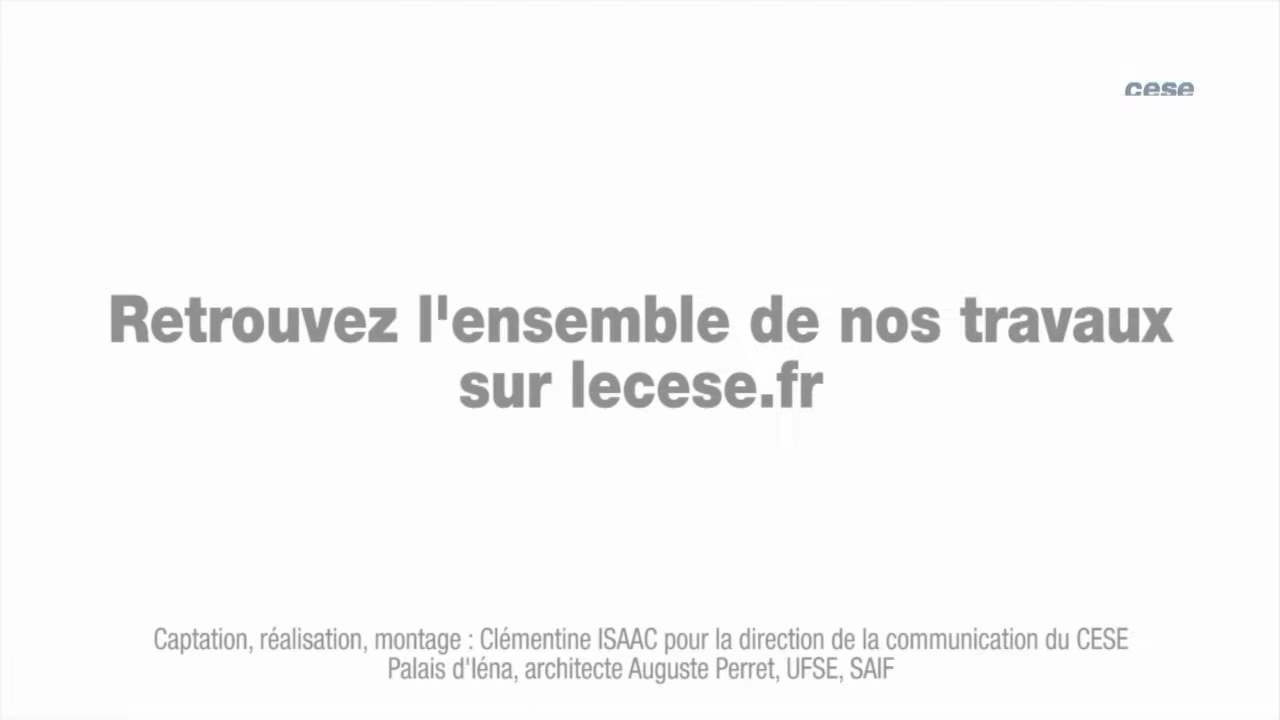 cese
Retrouvez l'ensemble de nos travaux
sur lecese.fr
Captation, réalisation, montage : Clémentine ISAAC pour la direction de la communication du CESE
Palais d'Iéna, architecte Auguste Perret, UFSE, SAIF